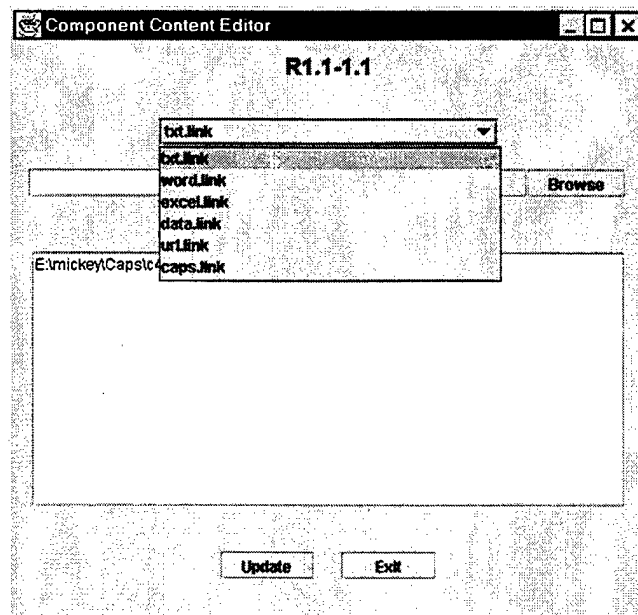 Component Content Editor
R1.1-1.1
txt.link
txt.link
word.link
Browse
excel.link
data.link
url.link
E:\mickey\Caps\c4
caps.link
Update
Exit